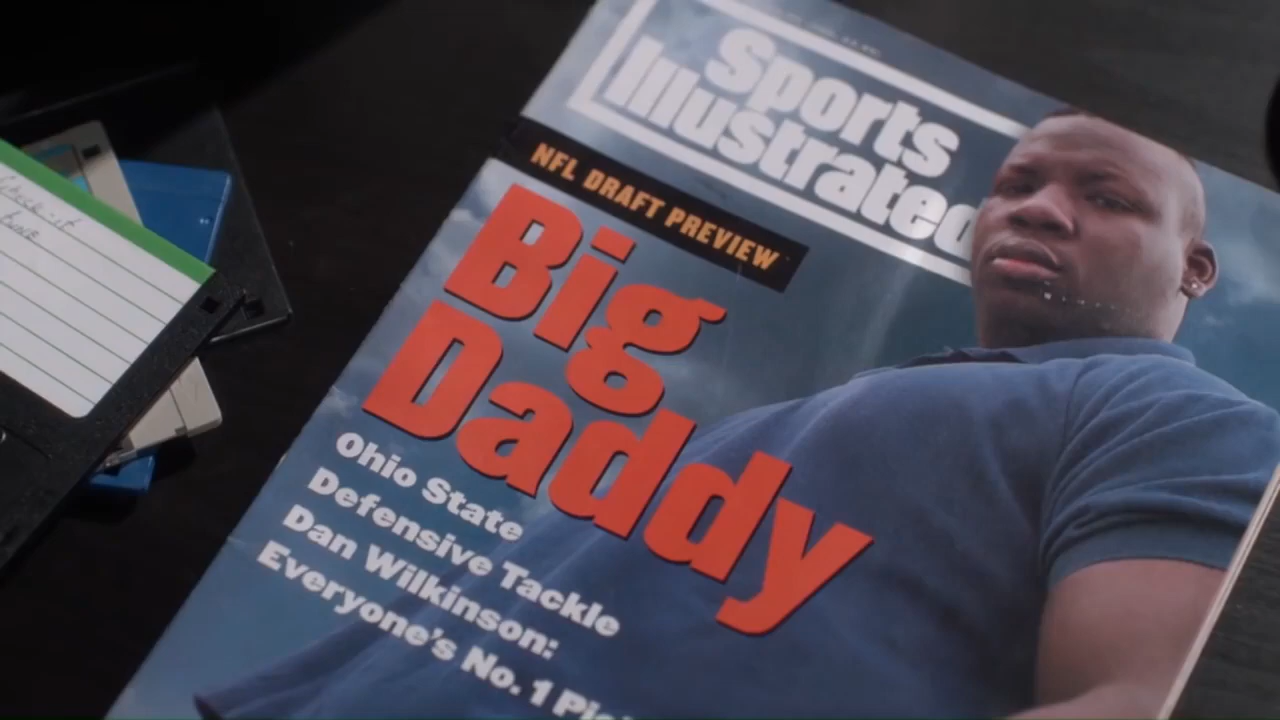 Sports
Illustrated
NFL DRAFT PREVIEW
Big
Daddy
Ohio State
Defensive Tackle
Dan Wilkinson:
Everyone's No. 1